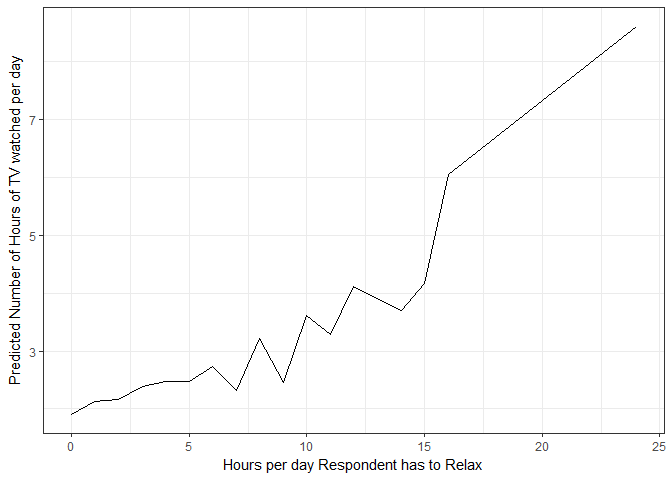 Predicted Number of Hours of TV watched per day
7
5
3
0 5 10 15 20 25
Hours per day Respondent has to Relax